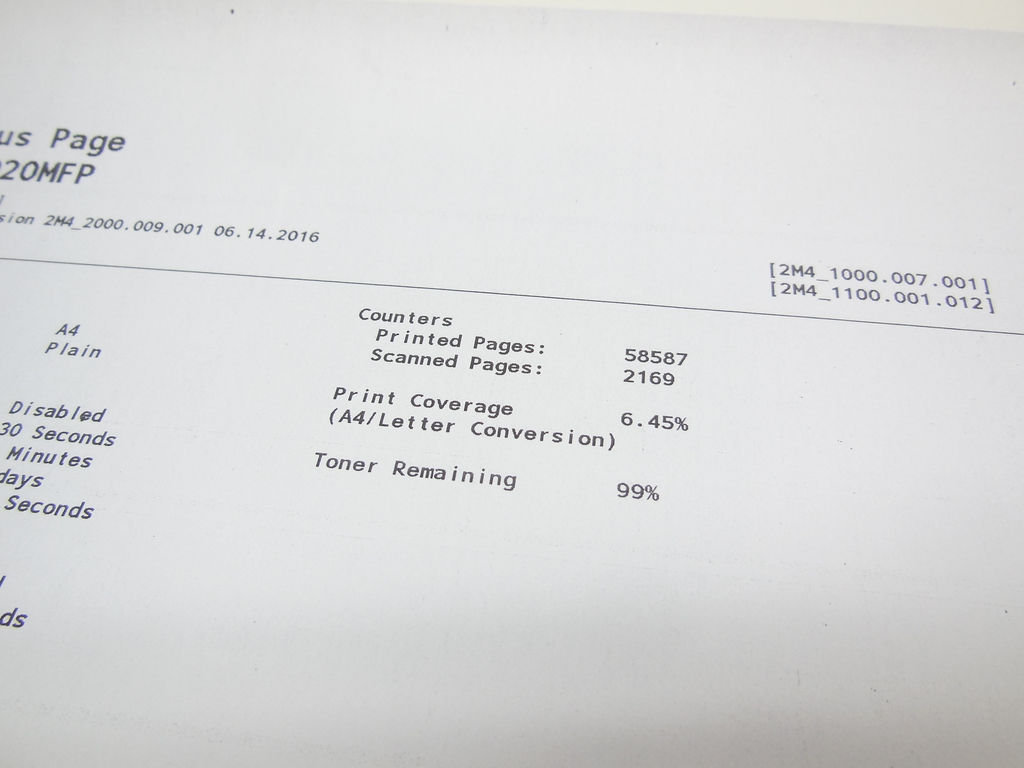 us Page
20MFP
sion 2M4_2000.009.001 06.14.2016
[2M4_1000.007.001]
[2M4_1100.001.012]
A4
Plain
Disabled
30 Seconds
Minutes
days
Seconds
ds
Counters
Printed Pages: 58587
Scanned Pages: 2169
Print Coverage 6.45%
(A4/Letter Conversion)
Toner Remaining 99%